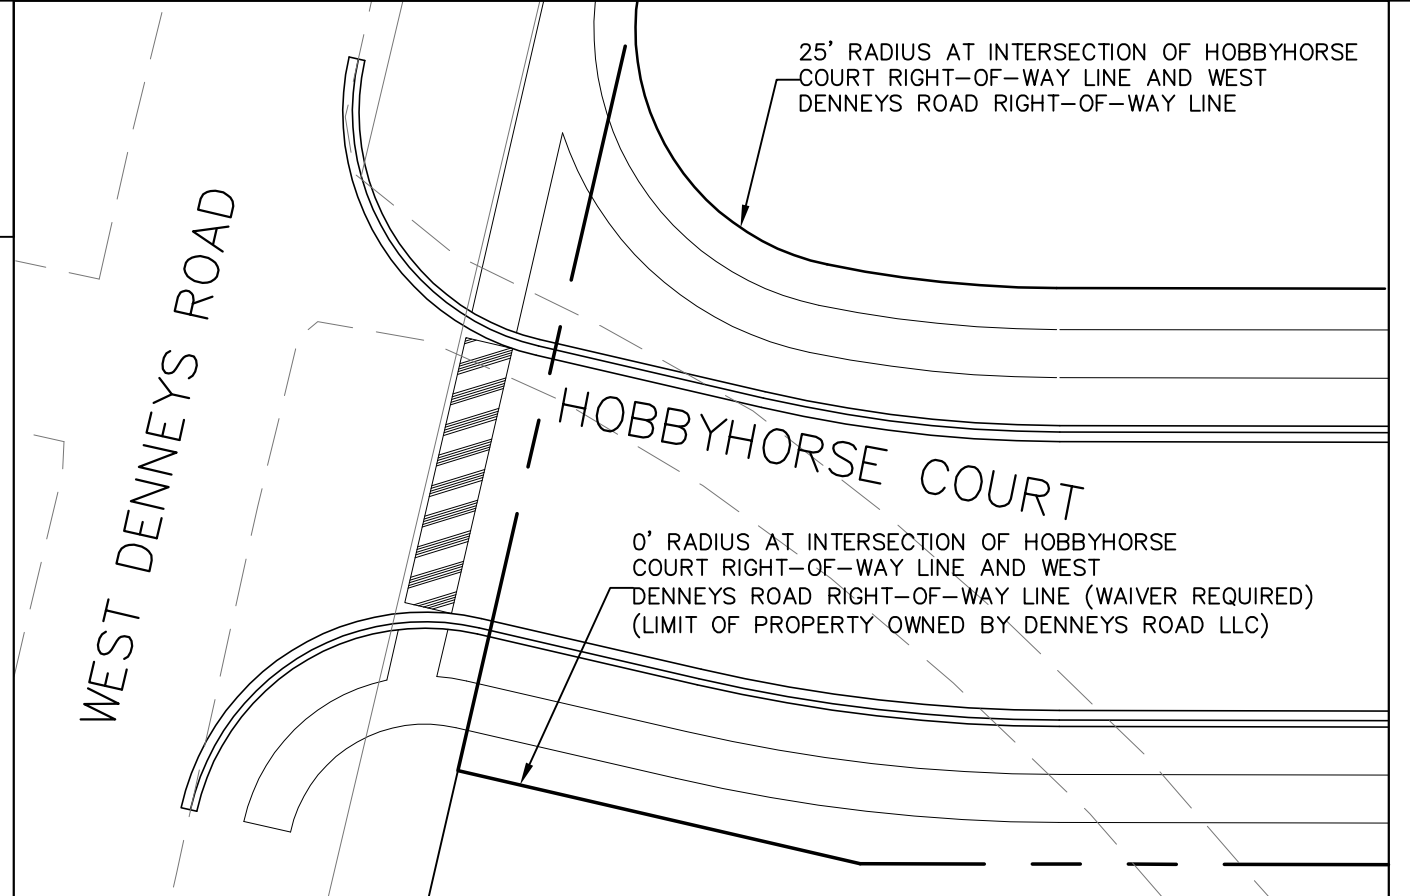 25' RADIUS AT INTERSECTION OF HOBBYHORSE
COURT RIGHT-OF-WAY LINE AND WEST
DENNEYS ROAD RIGHT-OF-WAY LINE
WEST DENNEYS ROAD
HOBBYHORSE COURT
0' RADIUS AT INTERSECTION OF HOBBYHORSE
COURT RIGHT-OF-WAY LINE AND WEST
DENNEYS ROAD RIGHT-OF-WAY LINE (WAIVER REQUIRED)
(LIMIT OF PROPERTY OWNED BY DENNEYS ROAD LLC)